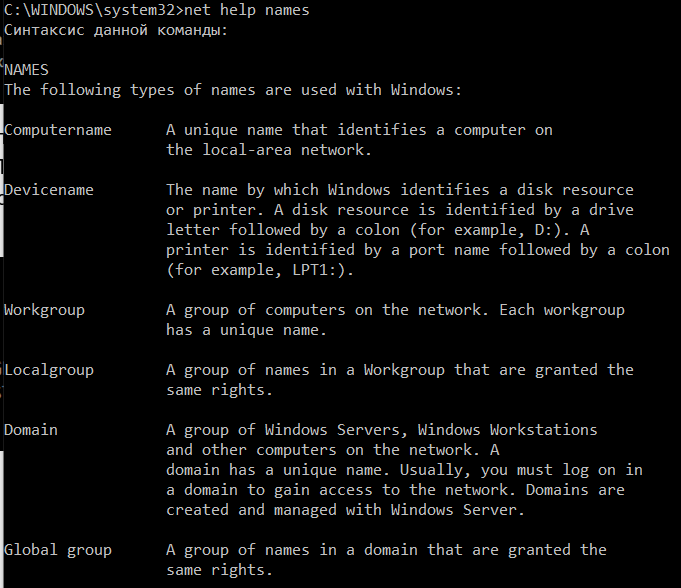 C:\WINDOWS\system32>net help names
Синтаксис данной команды:
NAMES
The following types of names are used with Windows:
Computername A unique name that identifies a computer on
the local-area network.
Devicename The name by which Windows identifies a disk resource
or printer. A disk resource is identified by a drive
letter followed by a colon (for example, D:). A
printer is identified by a port name followed by a colon
(for example, LPT1:).
Workgroup A group of computers on the network. Each workgroup
has a unique name.
Localgroup A group of names in a Workgroup that are granted the
same rights.
Domain A group of Windows Servers, Windows Workstations
and other computers on the network. A
domain has a unique name. Usually, you must log on in
a domain to gain access to the network. Domains are
created and managed with Windows Server.
Global group A group of names in a domain that are granted the
same rights.